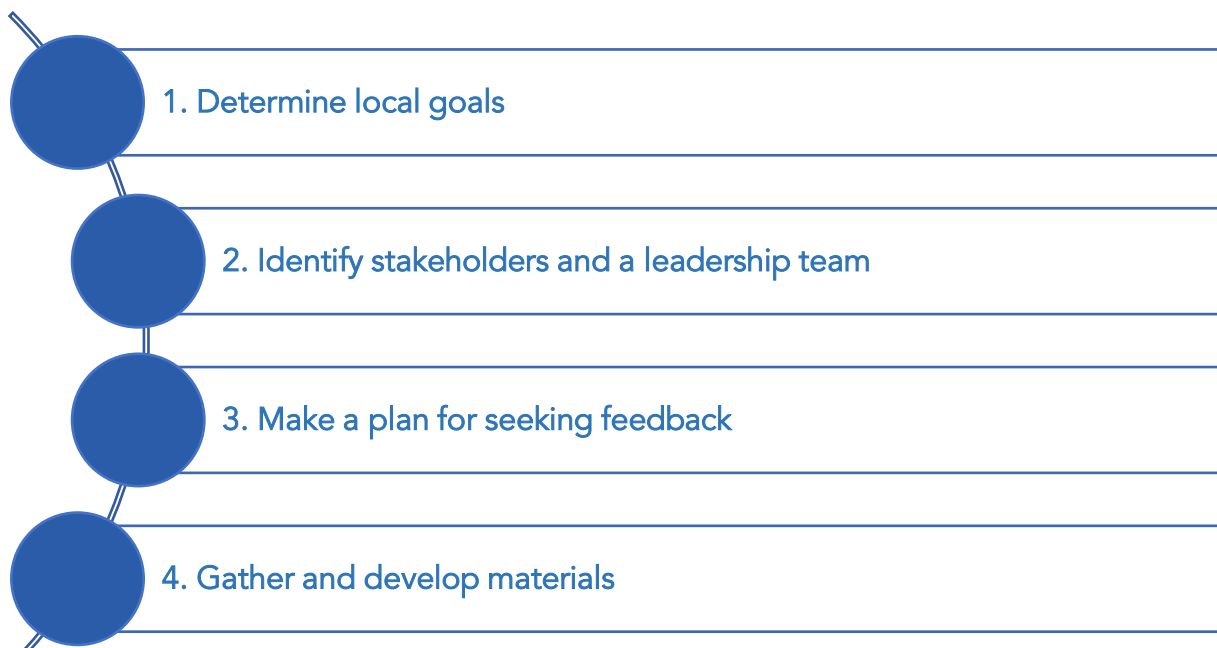 1. Determine local goals
2. Identify stakeholders and a leadership team
3. Make a plan for seeking feedback
4. Gather and develop materials